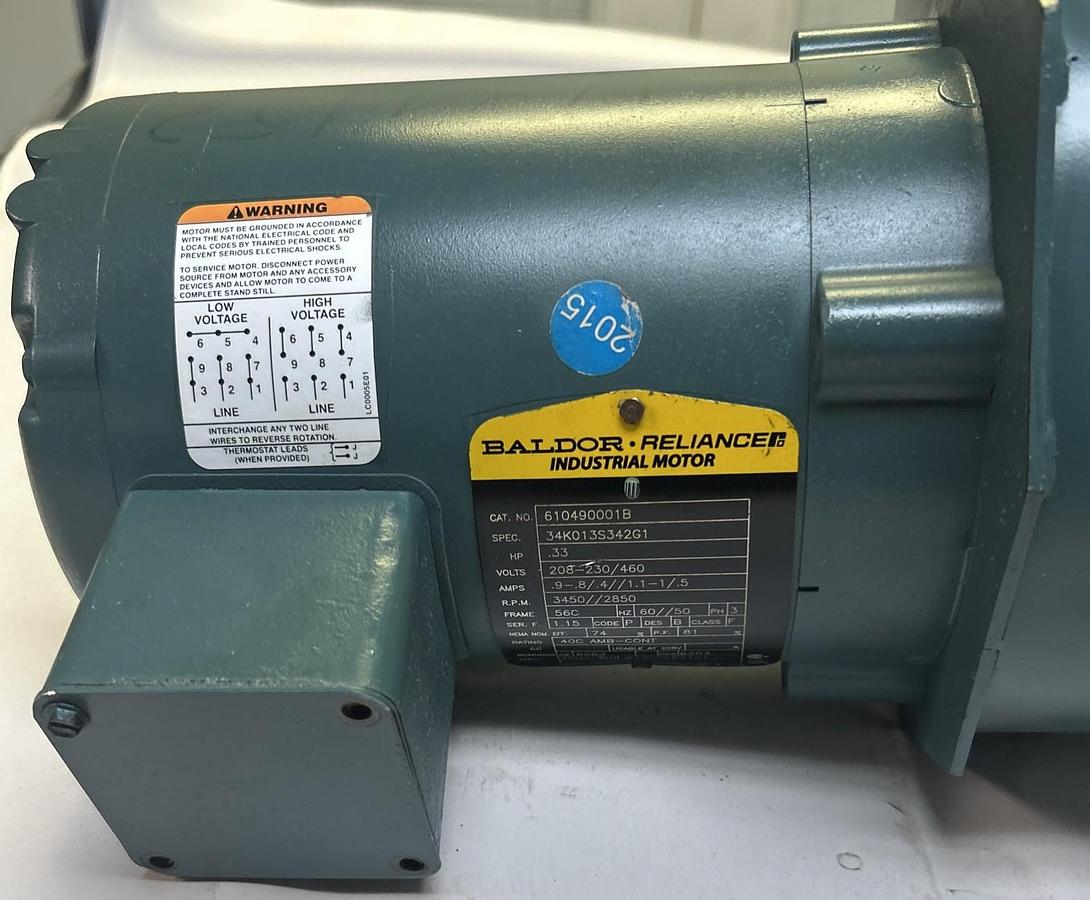 WARNING
MOTOR MUST BE GROUNDED IN ACCORDANCE
WITH THE NATIONAL ELECTRICAL CODE AND
LOCAL CODES BY TRAINED PERSONNEL TO
PREVENT SERIOUS ELECTRICAL SHOCKS.
TO SERVICE MOTOR. DISCONNECT POWER
SOURCE FROM MOTOR AND ANY ACCESSORY
DEVICES AND ALLOW MOTOR TO COME TO A
COMPLETE STAND STILL.
LOW VOLTAGE
6 5 4
9 8 7
3 2 1
LINE
HIGH VOLTAGE
6 5 4
9 8 7
3 2 1
LINE
LC0005E01
INTERCHANGE ANY TWO LINE
WIRES TO REVERSE ROTATION.
THERMOSTAT LEADS J
(WHEN PROVIDED) J
2015
BALDOR · RELIANCE
INDUSTRIAL MOTOR
CAT. NO. 610490001B
SPEC. 34K013S342G1
HP .33
VOLTS 208-230/460
AMPS .9-.8/.4//1.1-1/.5
R.P.M. 3450//2850
FRAME 56C HZ 60//50 PH 3
SER. F. 1.15 CODE P DES B CLASS F
NEMA NOM. EFF. 74 % P.F. 81 %
RATING 40C AMB-CONT
CC USABLE AT 208V A